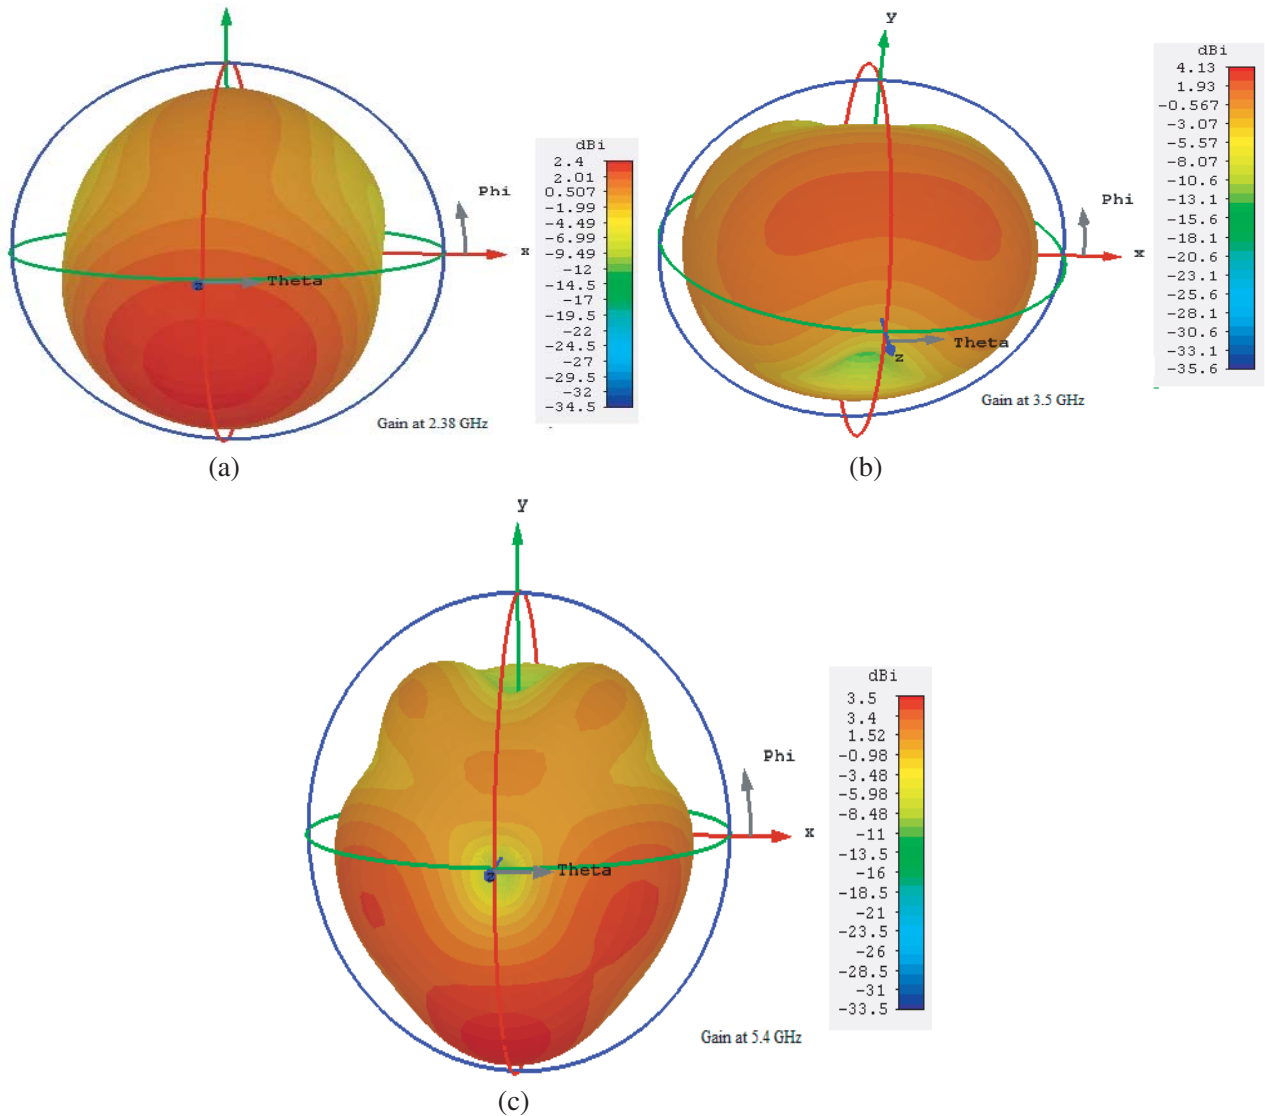 dBi
2.4
2.01
0.507
-1.99
-4.49
-6.99
-9.49
-12
-14.5
-17
-19.5
-22
-24.5
-27
-29.5
-32
-34.5
Phi
x
Theta
z
Gain at 2.38 GHz
(a)
y
dBi
4.13
1.93
-0.567
-3.07
-5.57
-8.07
-10.6
-13.1
-15.6
-18.1
-20.6
-23.1
-25.6
-28.1
-30.6
-33.1
-35.6
Phi
x
Theta
z
Gain at 3.5 GHz
(b)
y
dBi
3.5
3.4
1.52
-0.98
-3.48
-5.98
-8.48
-11
-13.5
-16
-18.5
-21
-23.5
-26
-28.5
-31
-33.5
Phi
x
Theta
z
Gain at 5.4 GHz
(c)